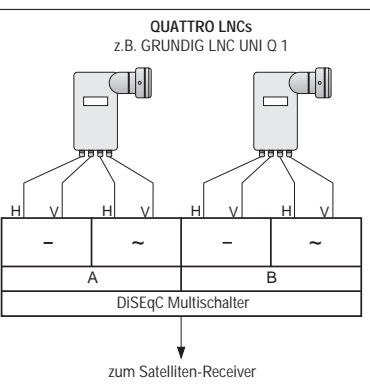 QUATTRO LNCs
z.B. GRUNDIG LNC UNI Q 1
H V H V H V H V
– ~ – ~
A B
DiSEqC Multischalter
zum Satelliten-Receiver